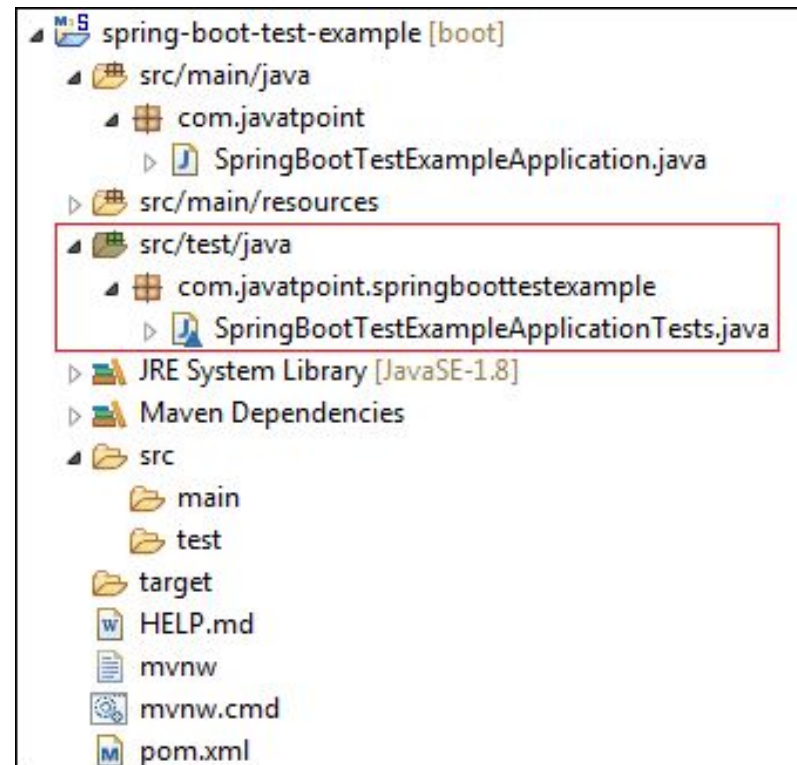 spring-boot-test-example [boot]
src/main/java
com.javatpoint
SpringBootTestExampleApplication.java
src/main/resources
src/test/java
com.javatpoint.springboottestexample
SpringBootTestExampleApplicationTests.java
JRE System Library [JavaSE-1.8]
Maven Dependencies
src
main
test
target
HELP.md
mvnw
mvnw.cmd
pom.xml